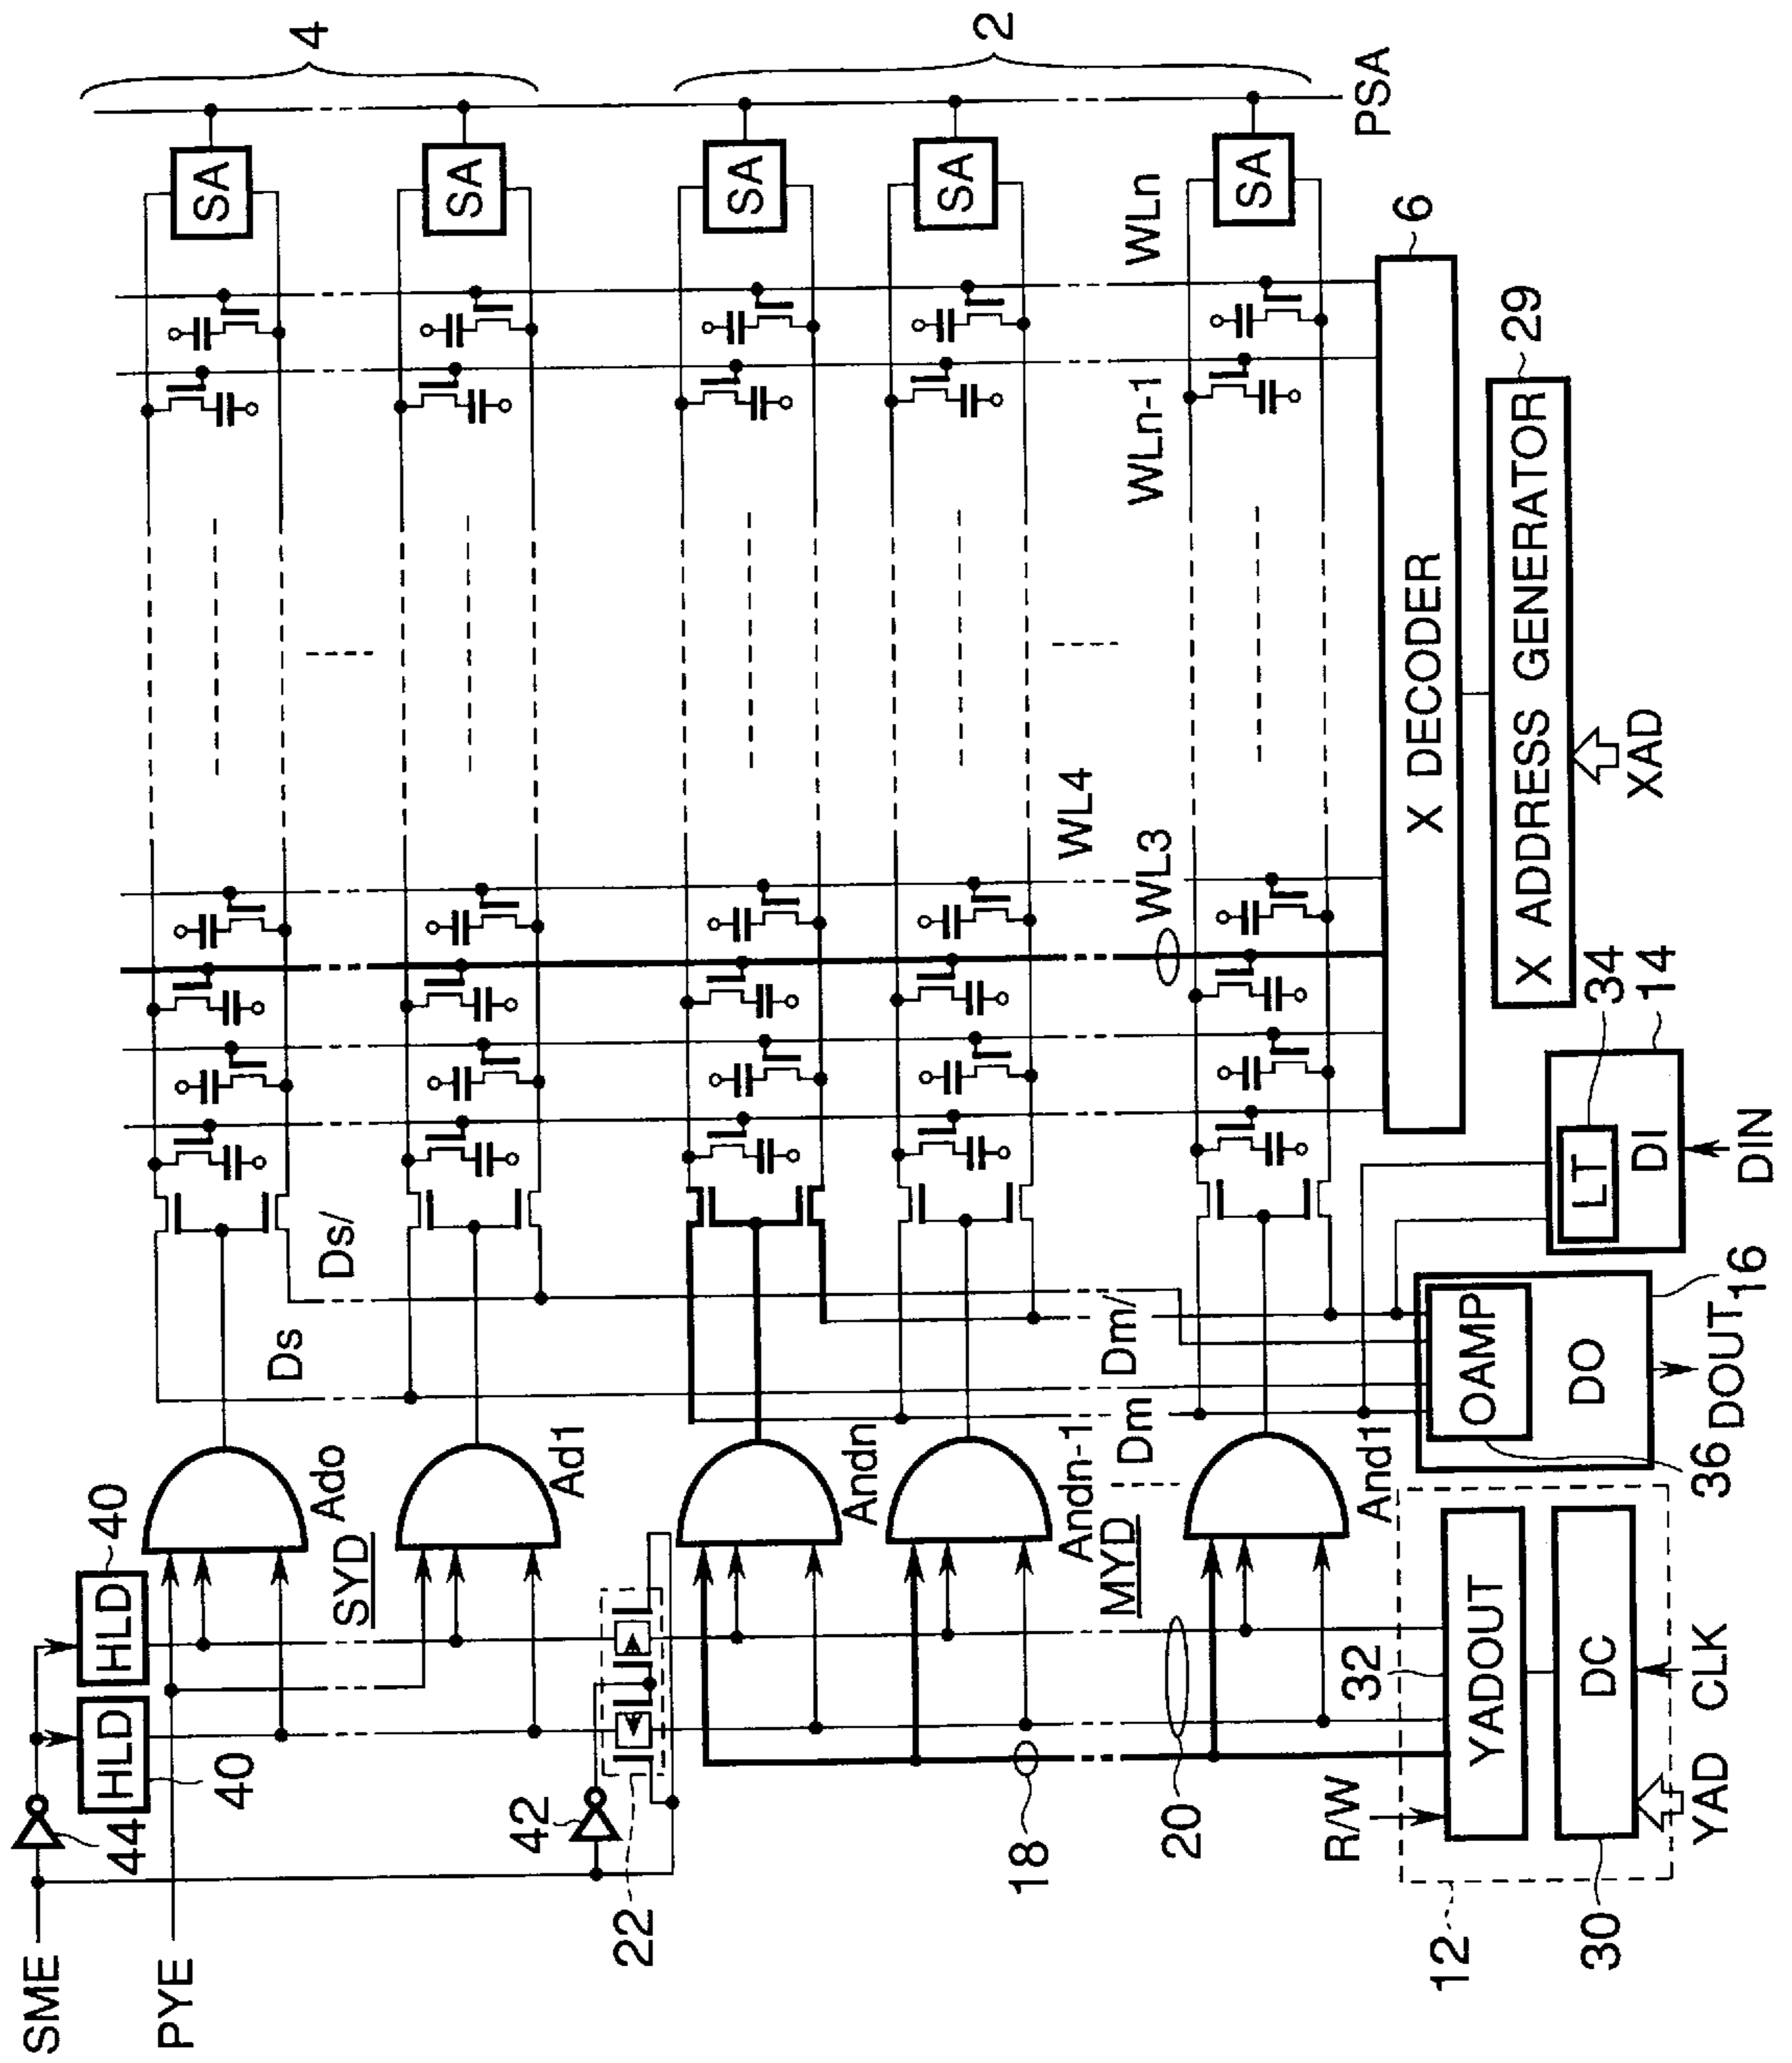 SME
PYE
44
HLD
40
HLD
40
42
22
SYD
Ado
Ad1
Andn
Andn-1
And1
MYD
18
20
R/W
32
YADOUT
DC
12
30
YAD
CLK
Ds
Ds/
Dm
Dm/
OAMP
DO
36
DOUT
16
LT
DI
DIN
34
14
WL3
WL4
WLn-1
WLn
X DECODER
6
X ADDRESS GENERATOR
29
XAD
SA
SA
SA
SA
SA
PSA
4
2